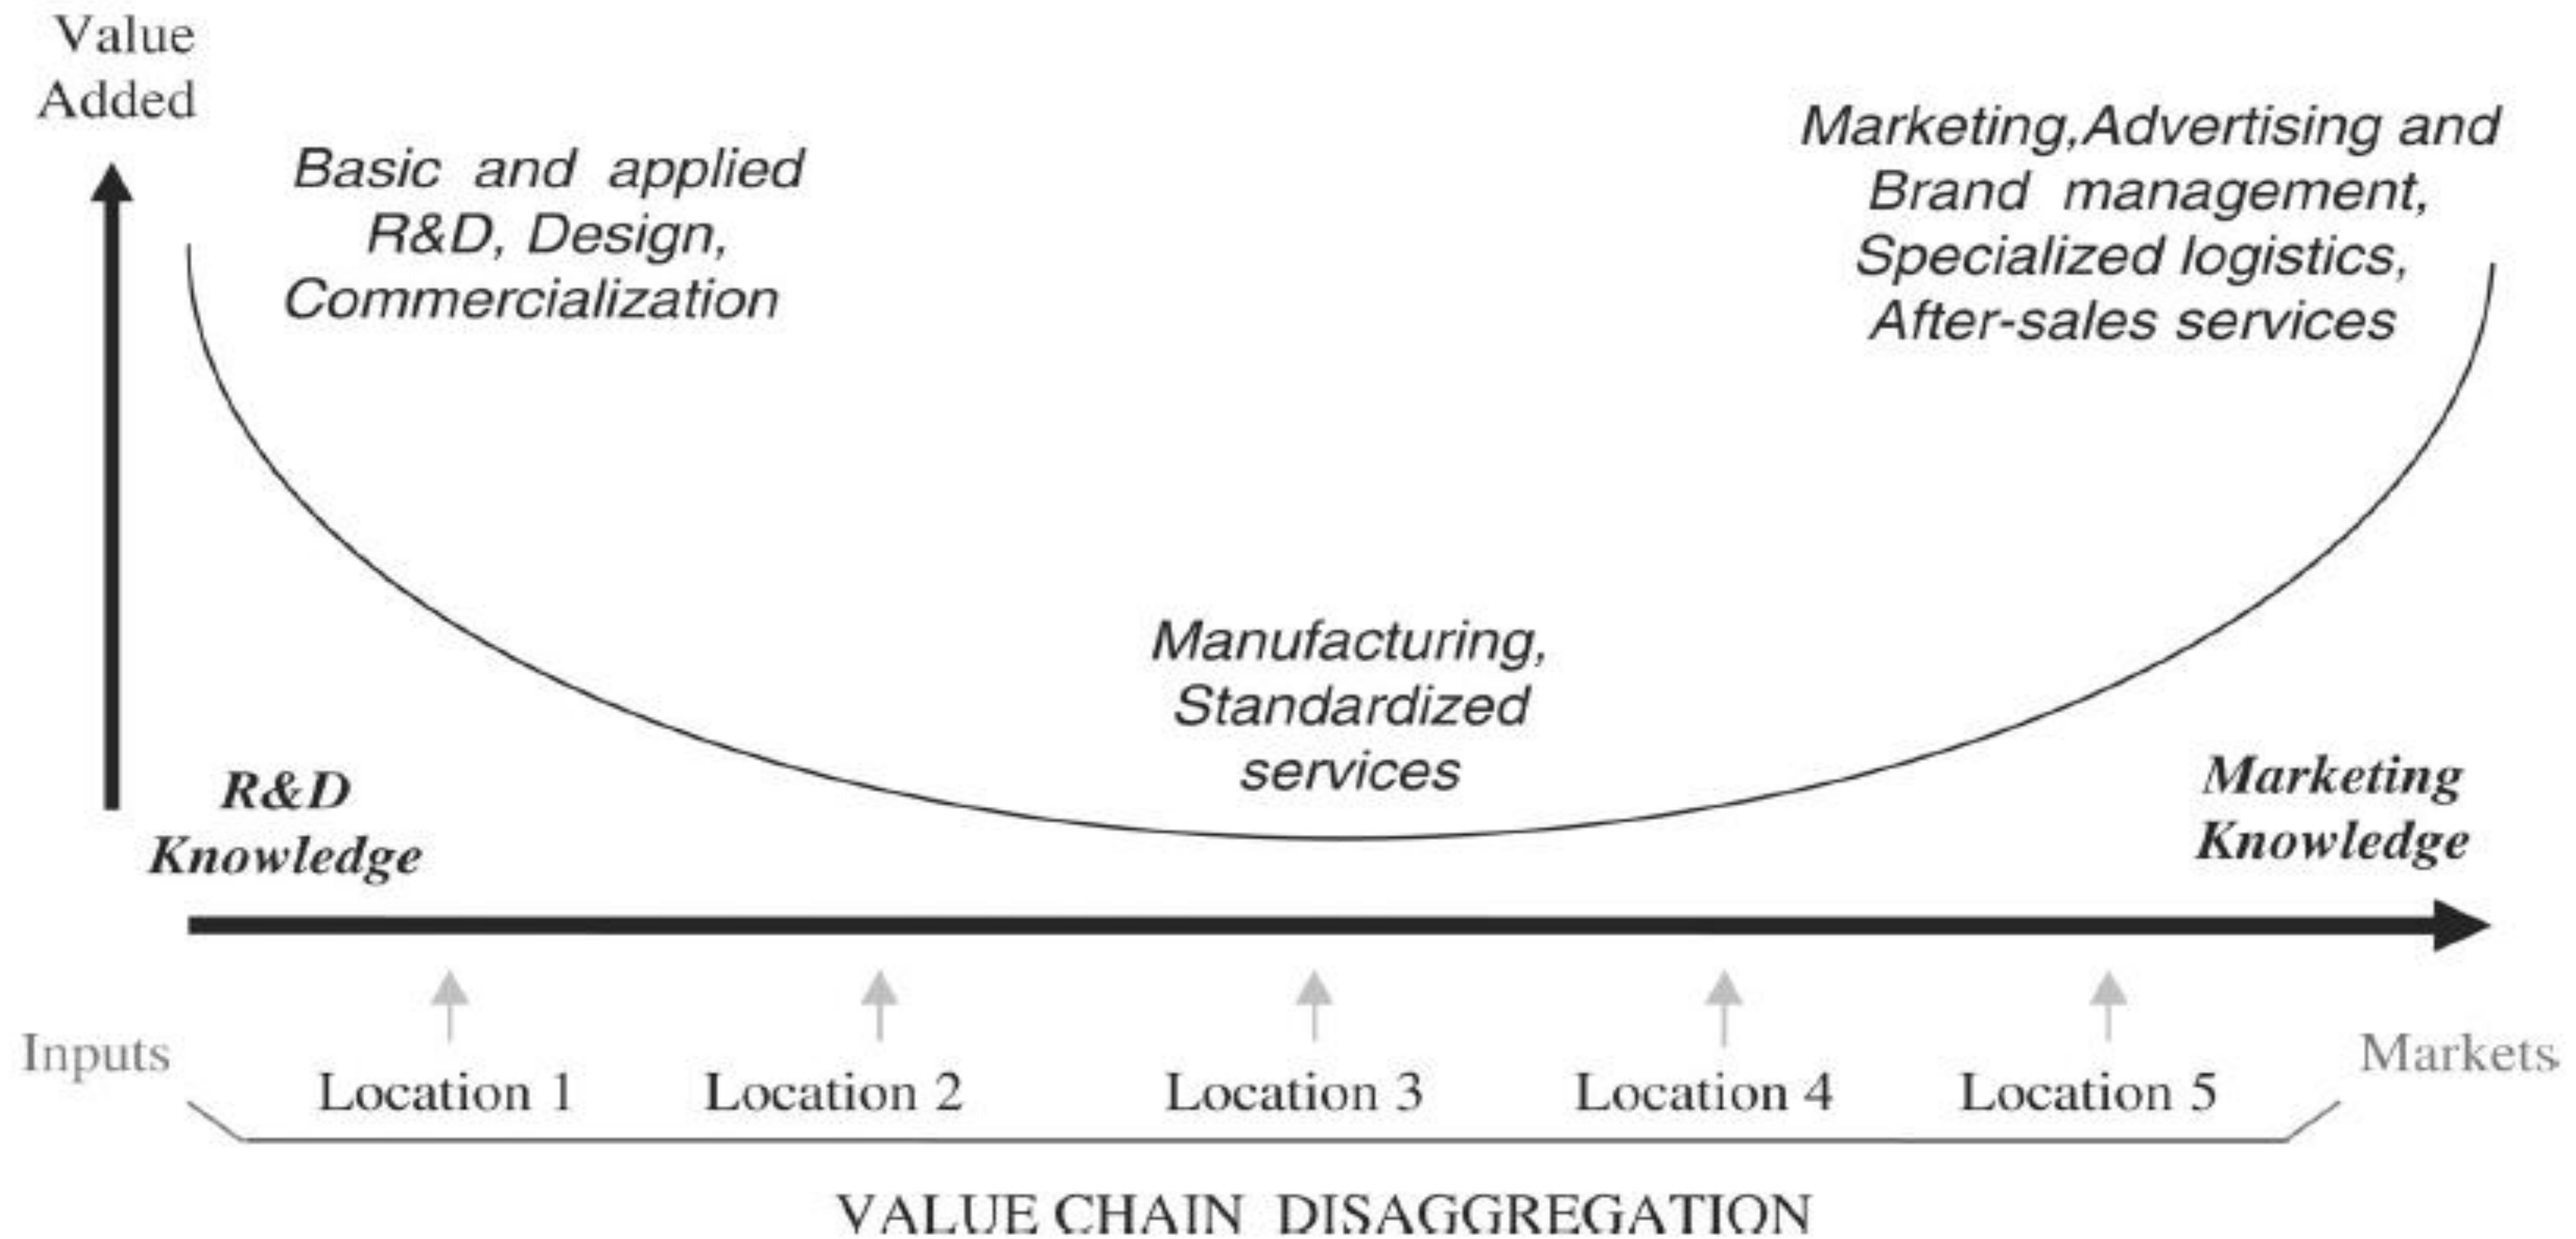 Value
Added
Basic and applied
R&D, Design,
Commercialization
Marketing,Advertising and
Brand management,
Specialized logistics,
After-sales services
Manufacturing,
Standardized
services
R&D
Knowledge
Marketing
Knowledge
Inputs
Location 1
Location 2
Location 3
Location 4
Location 5
Markets
VALUE CHAIN DISAGGREGATION